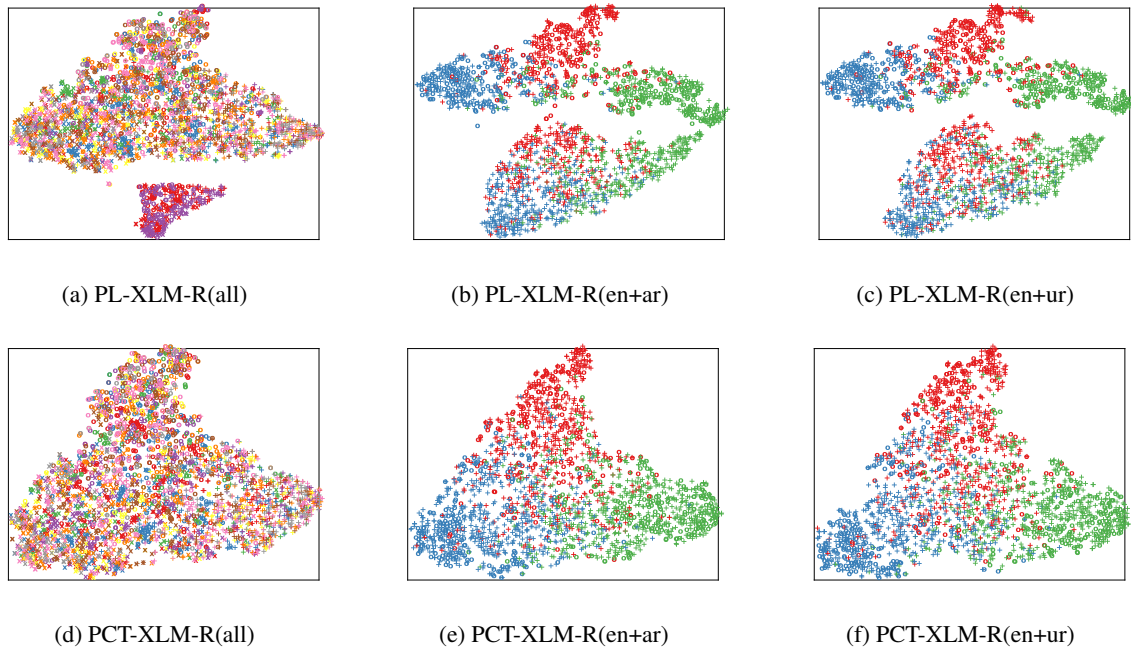 (a) PL-XLM-R(all)
(b) PL-XLM-R(en+ar)
(c) PL-XLM-R(en+ur)
(d) PCT-XLM-R(all)
(e) PCT-XLM-R(en+ar)
(f) PCT-XLM-R(en+ur)